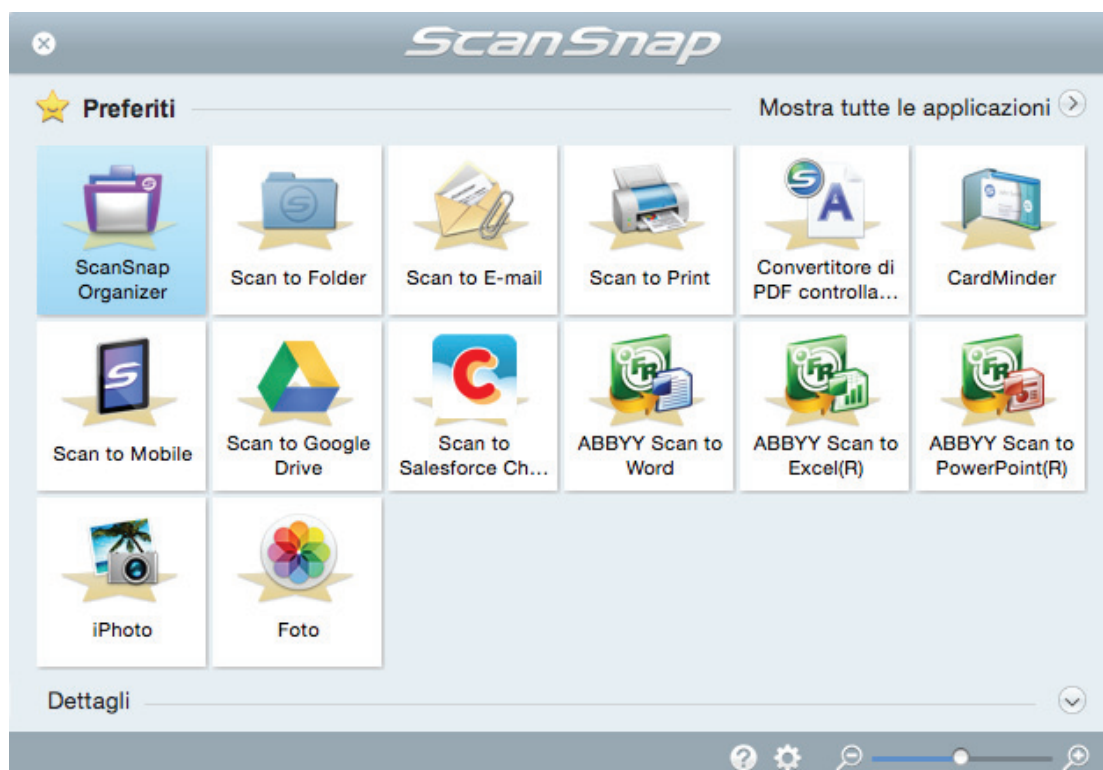 ScanSnap
Preferiti
Mostra tutte le applicazioni
ScanSnap
Organizer
Scan to Folder
Scan to E-mail
Scan to Print
Convertitore di
PDF controlla...
CardMinder
Scan to Mobile
Scan to Google
Drive
Scan to
Salesforce Ch...
ABBYY Scan to
Word
ABBYY Scan to
Excel(R)
ABBYY Scan to
PowerPoint(R)
iPhoto
Foto
Dettagli